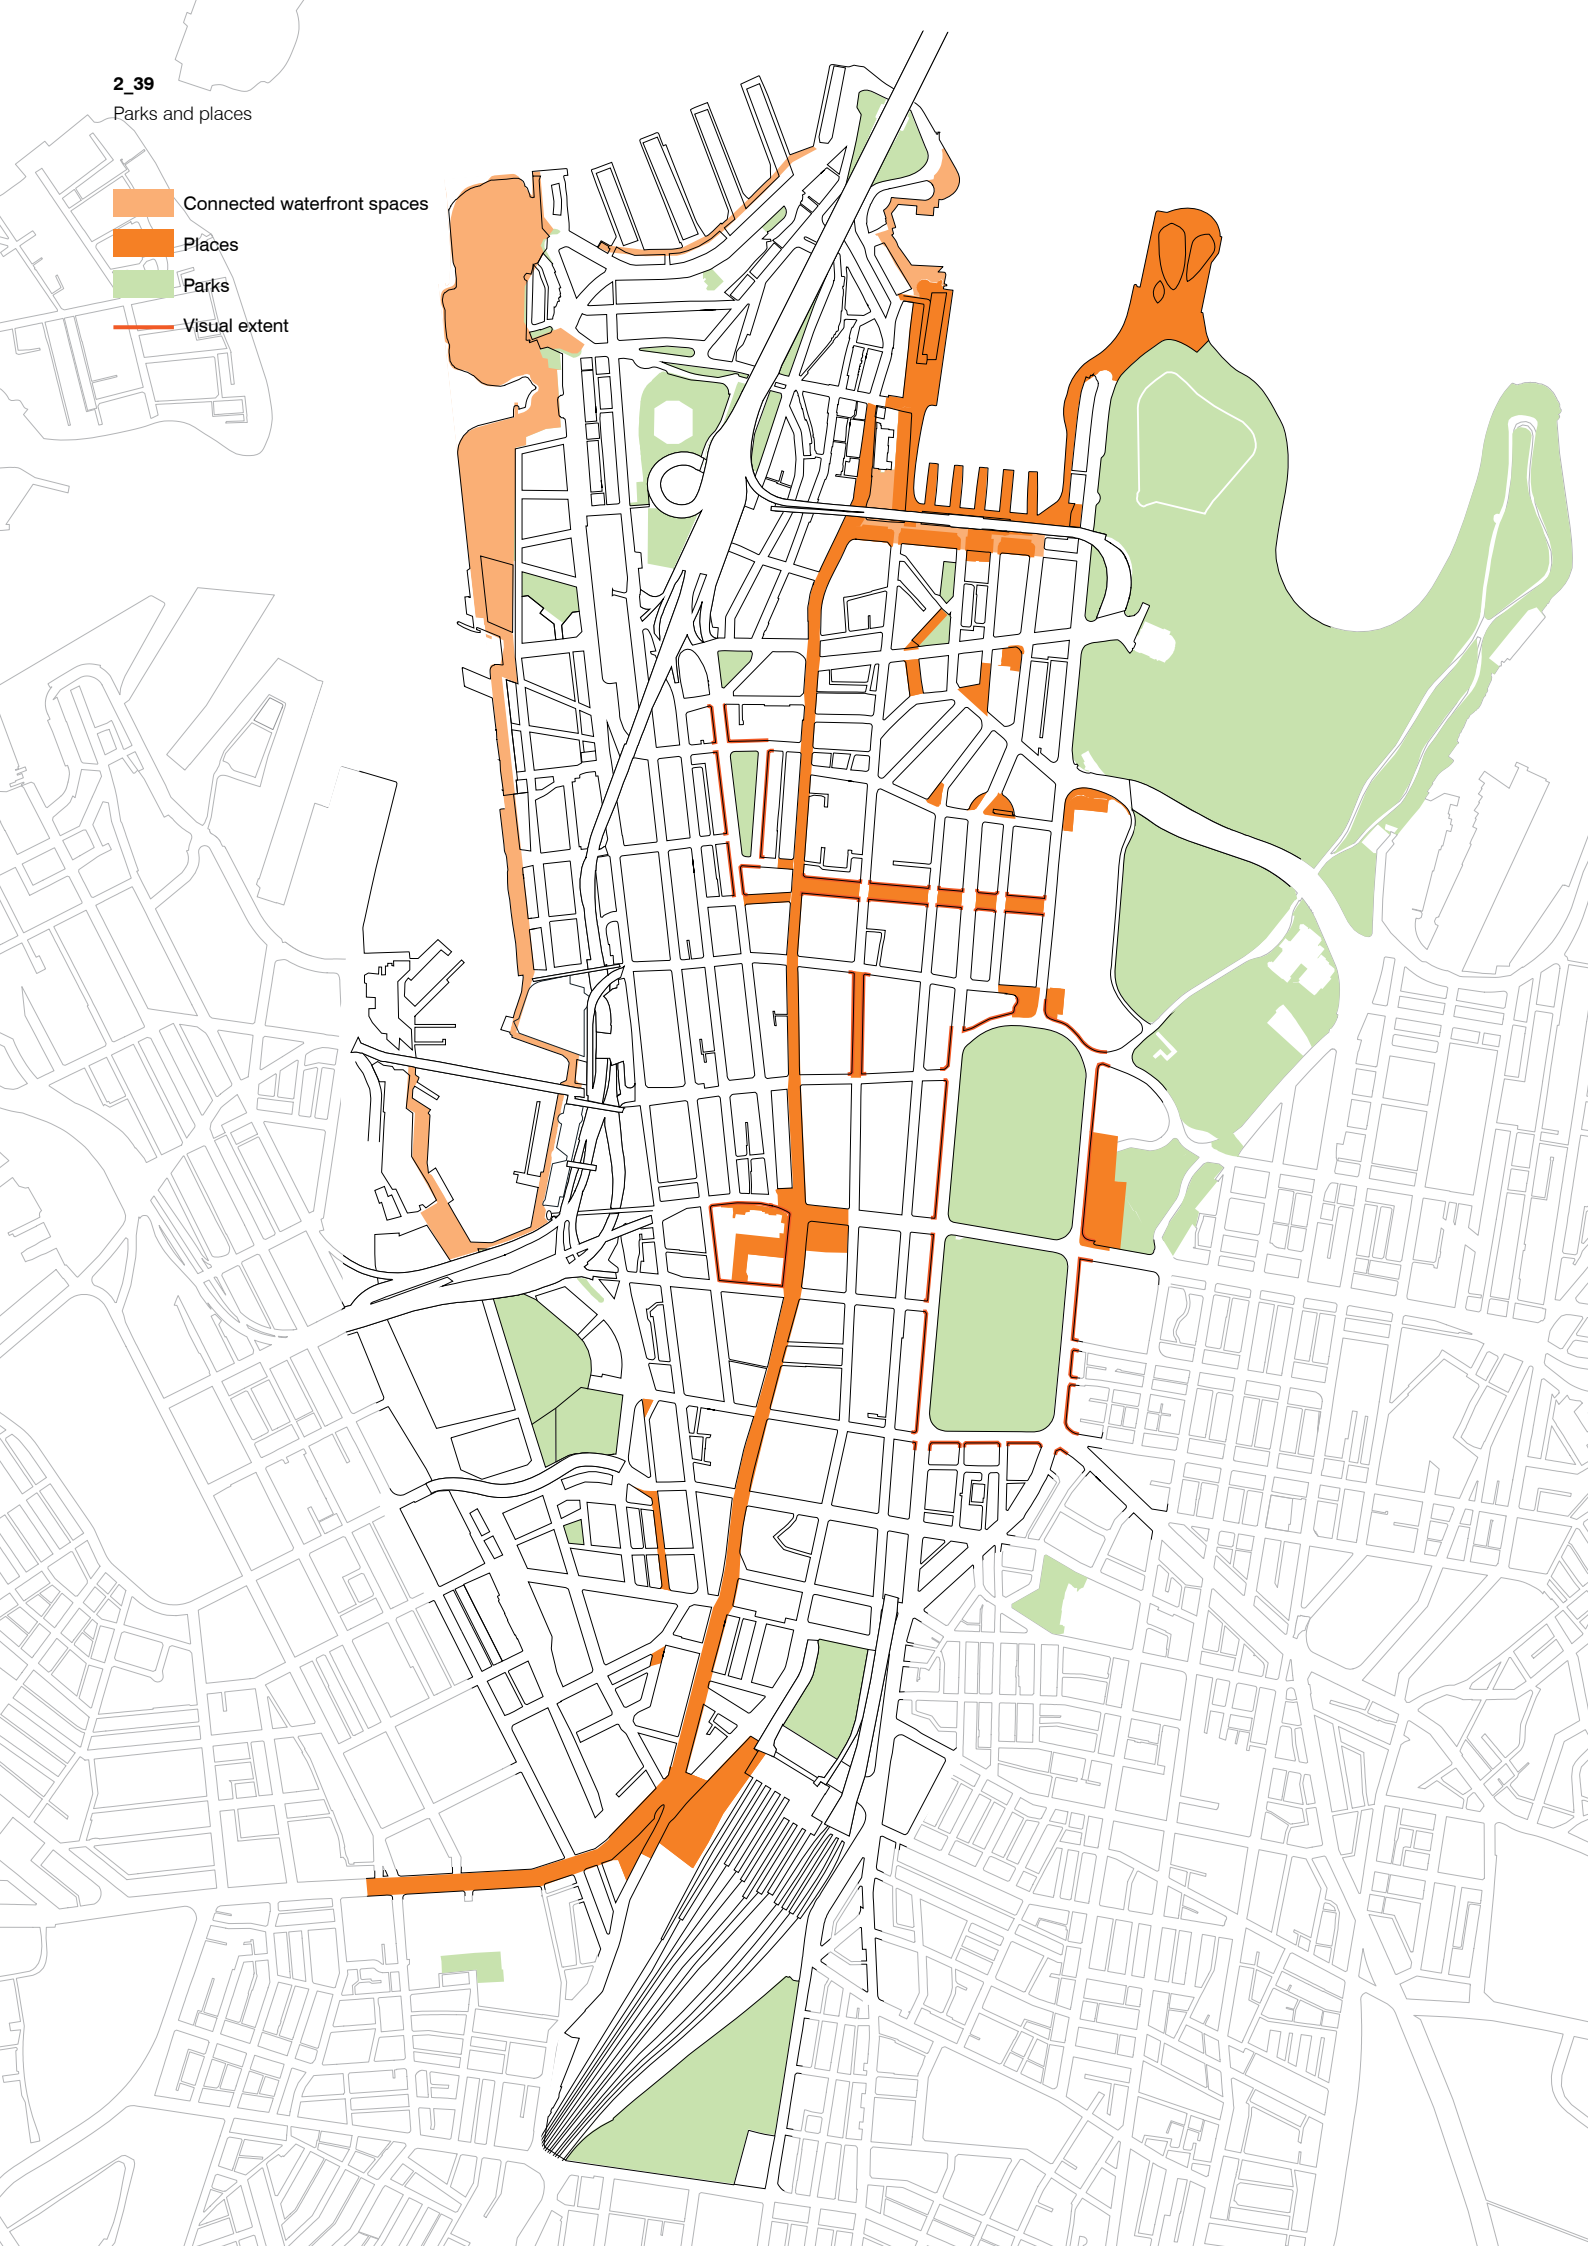 2_39
Parks and places
Connected waterfront spaces
Places
Parks
Visual extent